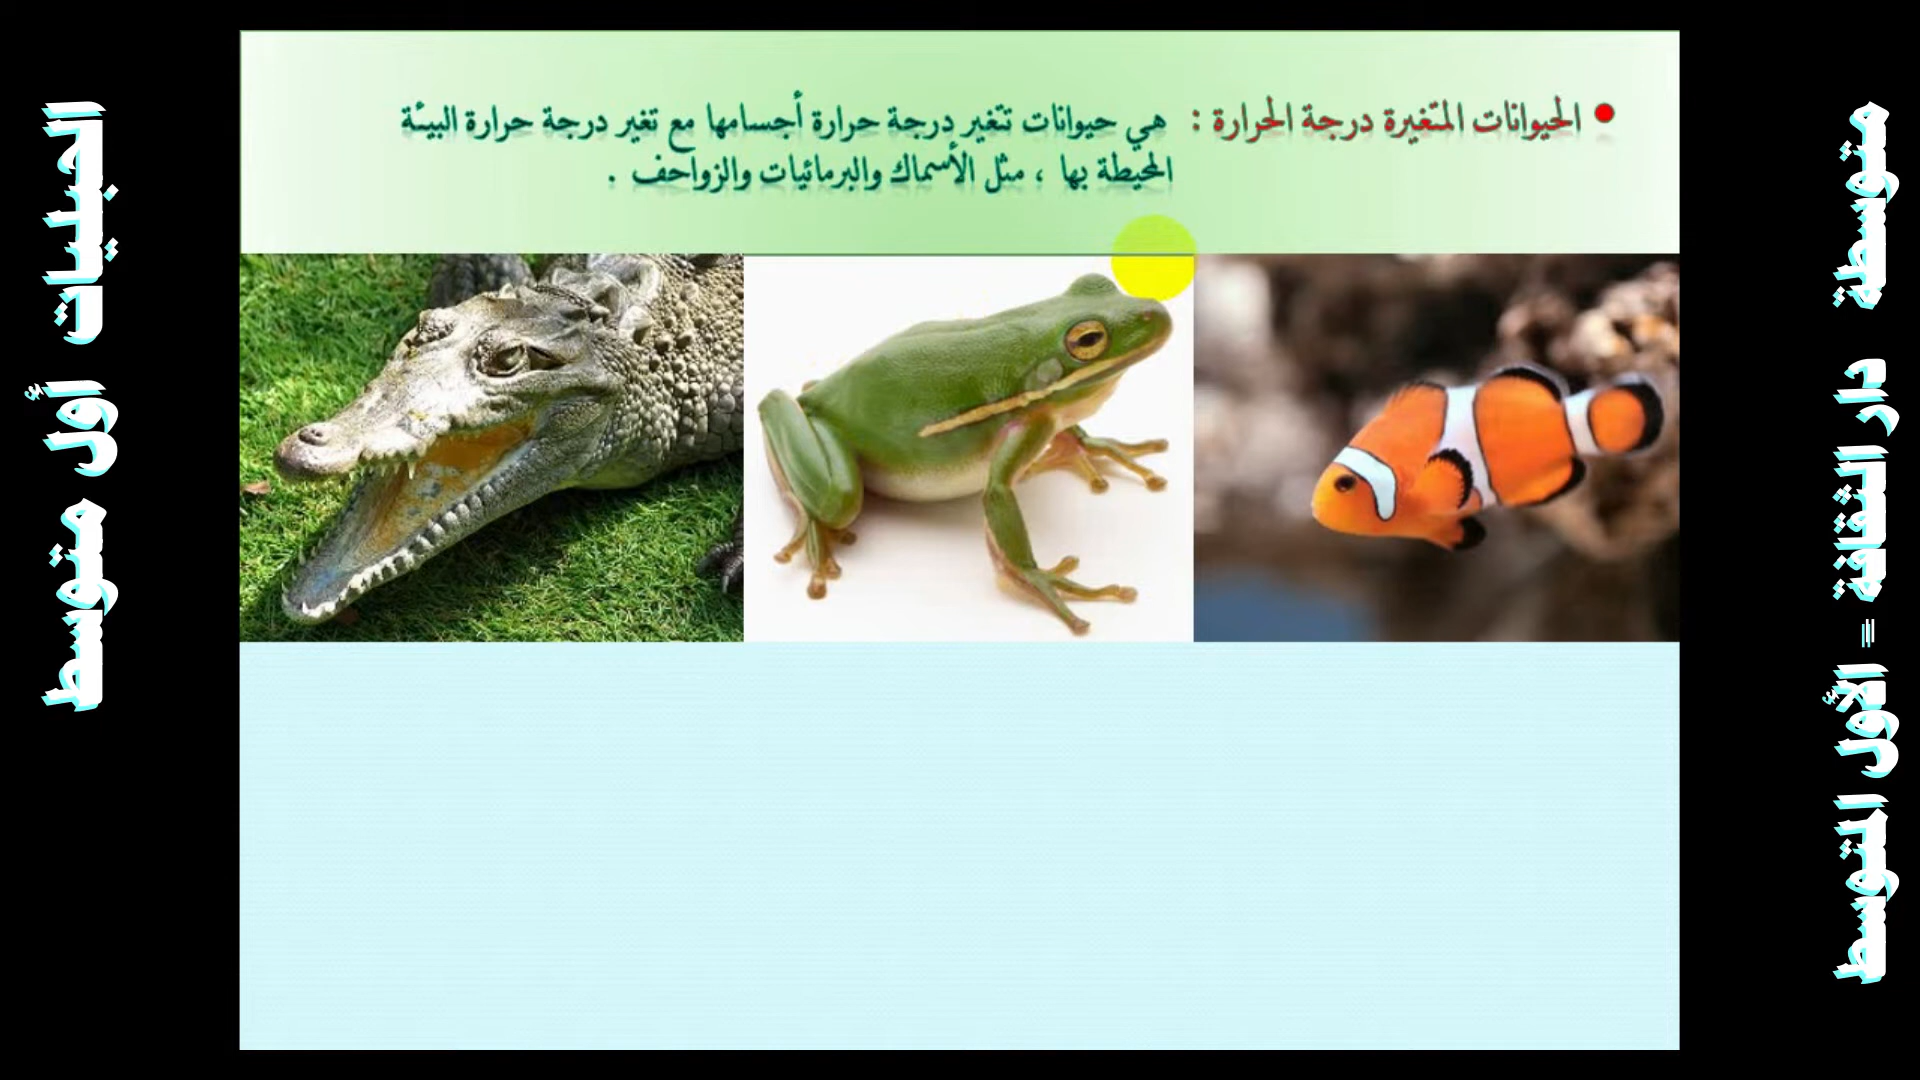 الحيوانات المتغيرة درجة الحرارة : هي حيوانات تتغير درجة حرارة أجسامها مع تغير درجة حرارة البيئة
المحيطة بها ، مثل الأسماك والبرمائيات والزواحف .
متوسطة دار الثقافة = الأول المتوسط
الحبليات أول متوسط